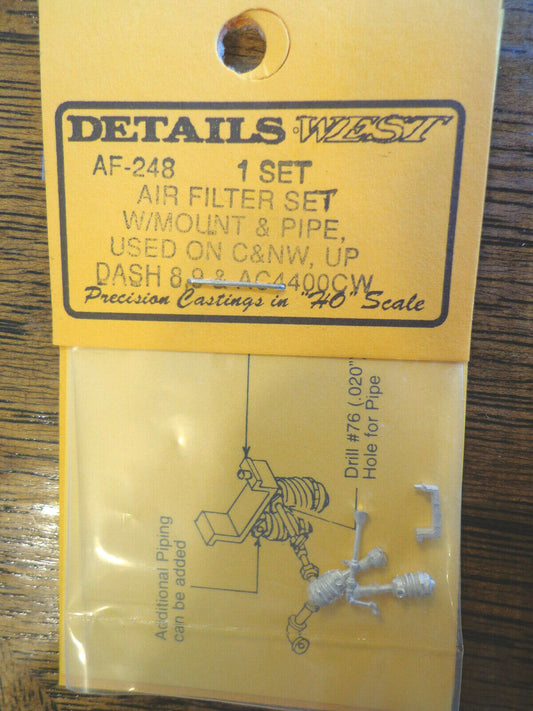 DETAILS·WEST
AF-248 1 SET
AIR FILTER SET
W/MOUNT & PIPE,
USED ON C&NW, UP
DASH 8,9 & AC4400CW
Precision Castings in "HO" Scale
Drill #76 (.020")
Hole for Pipe
Additional Piping
can be added